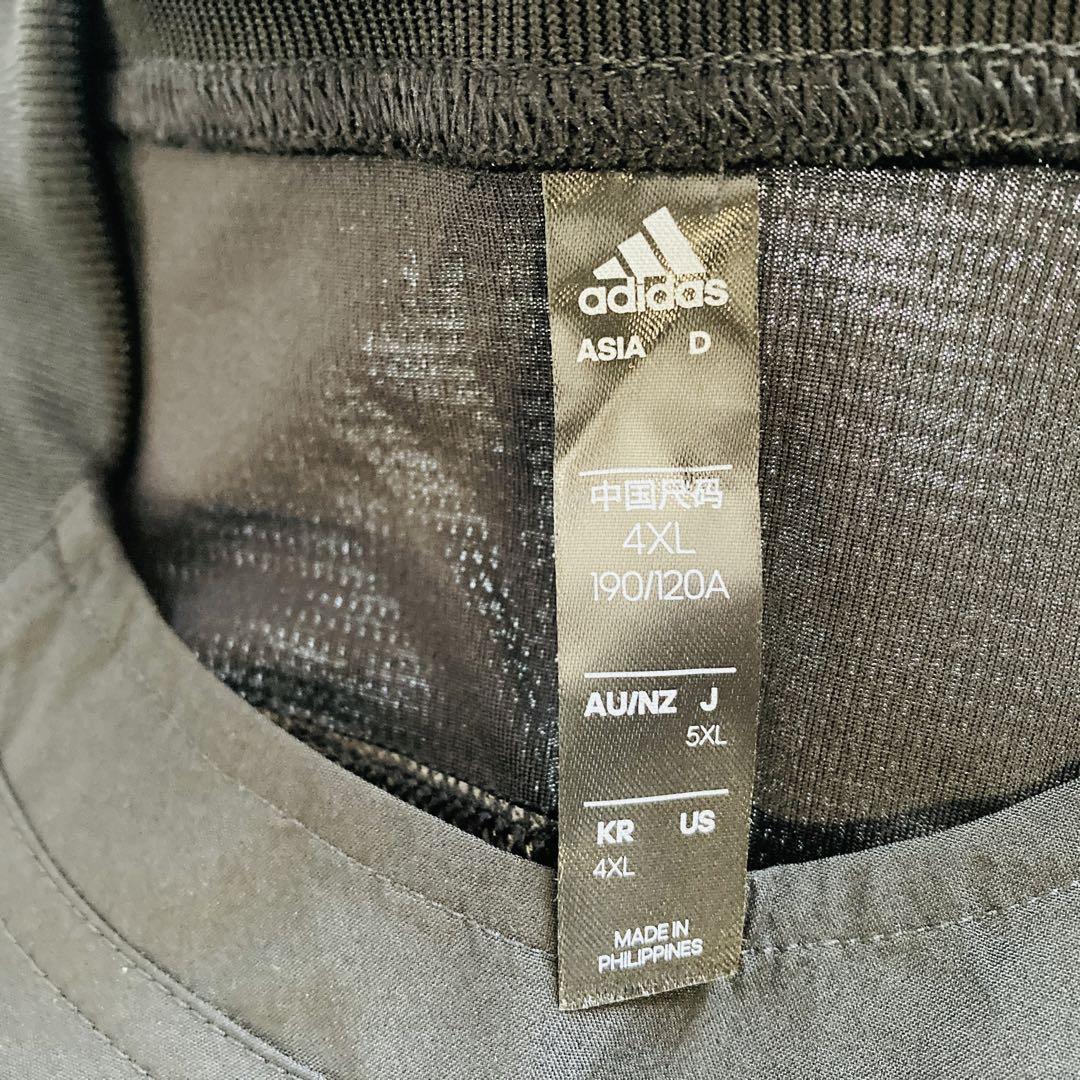 adidas
ASIA D
中国尺码
4XL
190/120A
AU/NZ J
5XL
KR US
4XL
MADE IN
PHILIPPINES